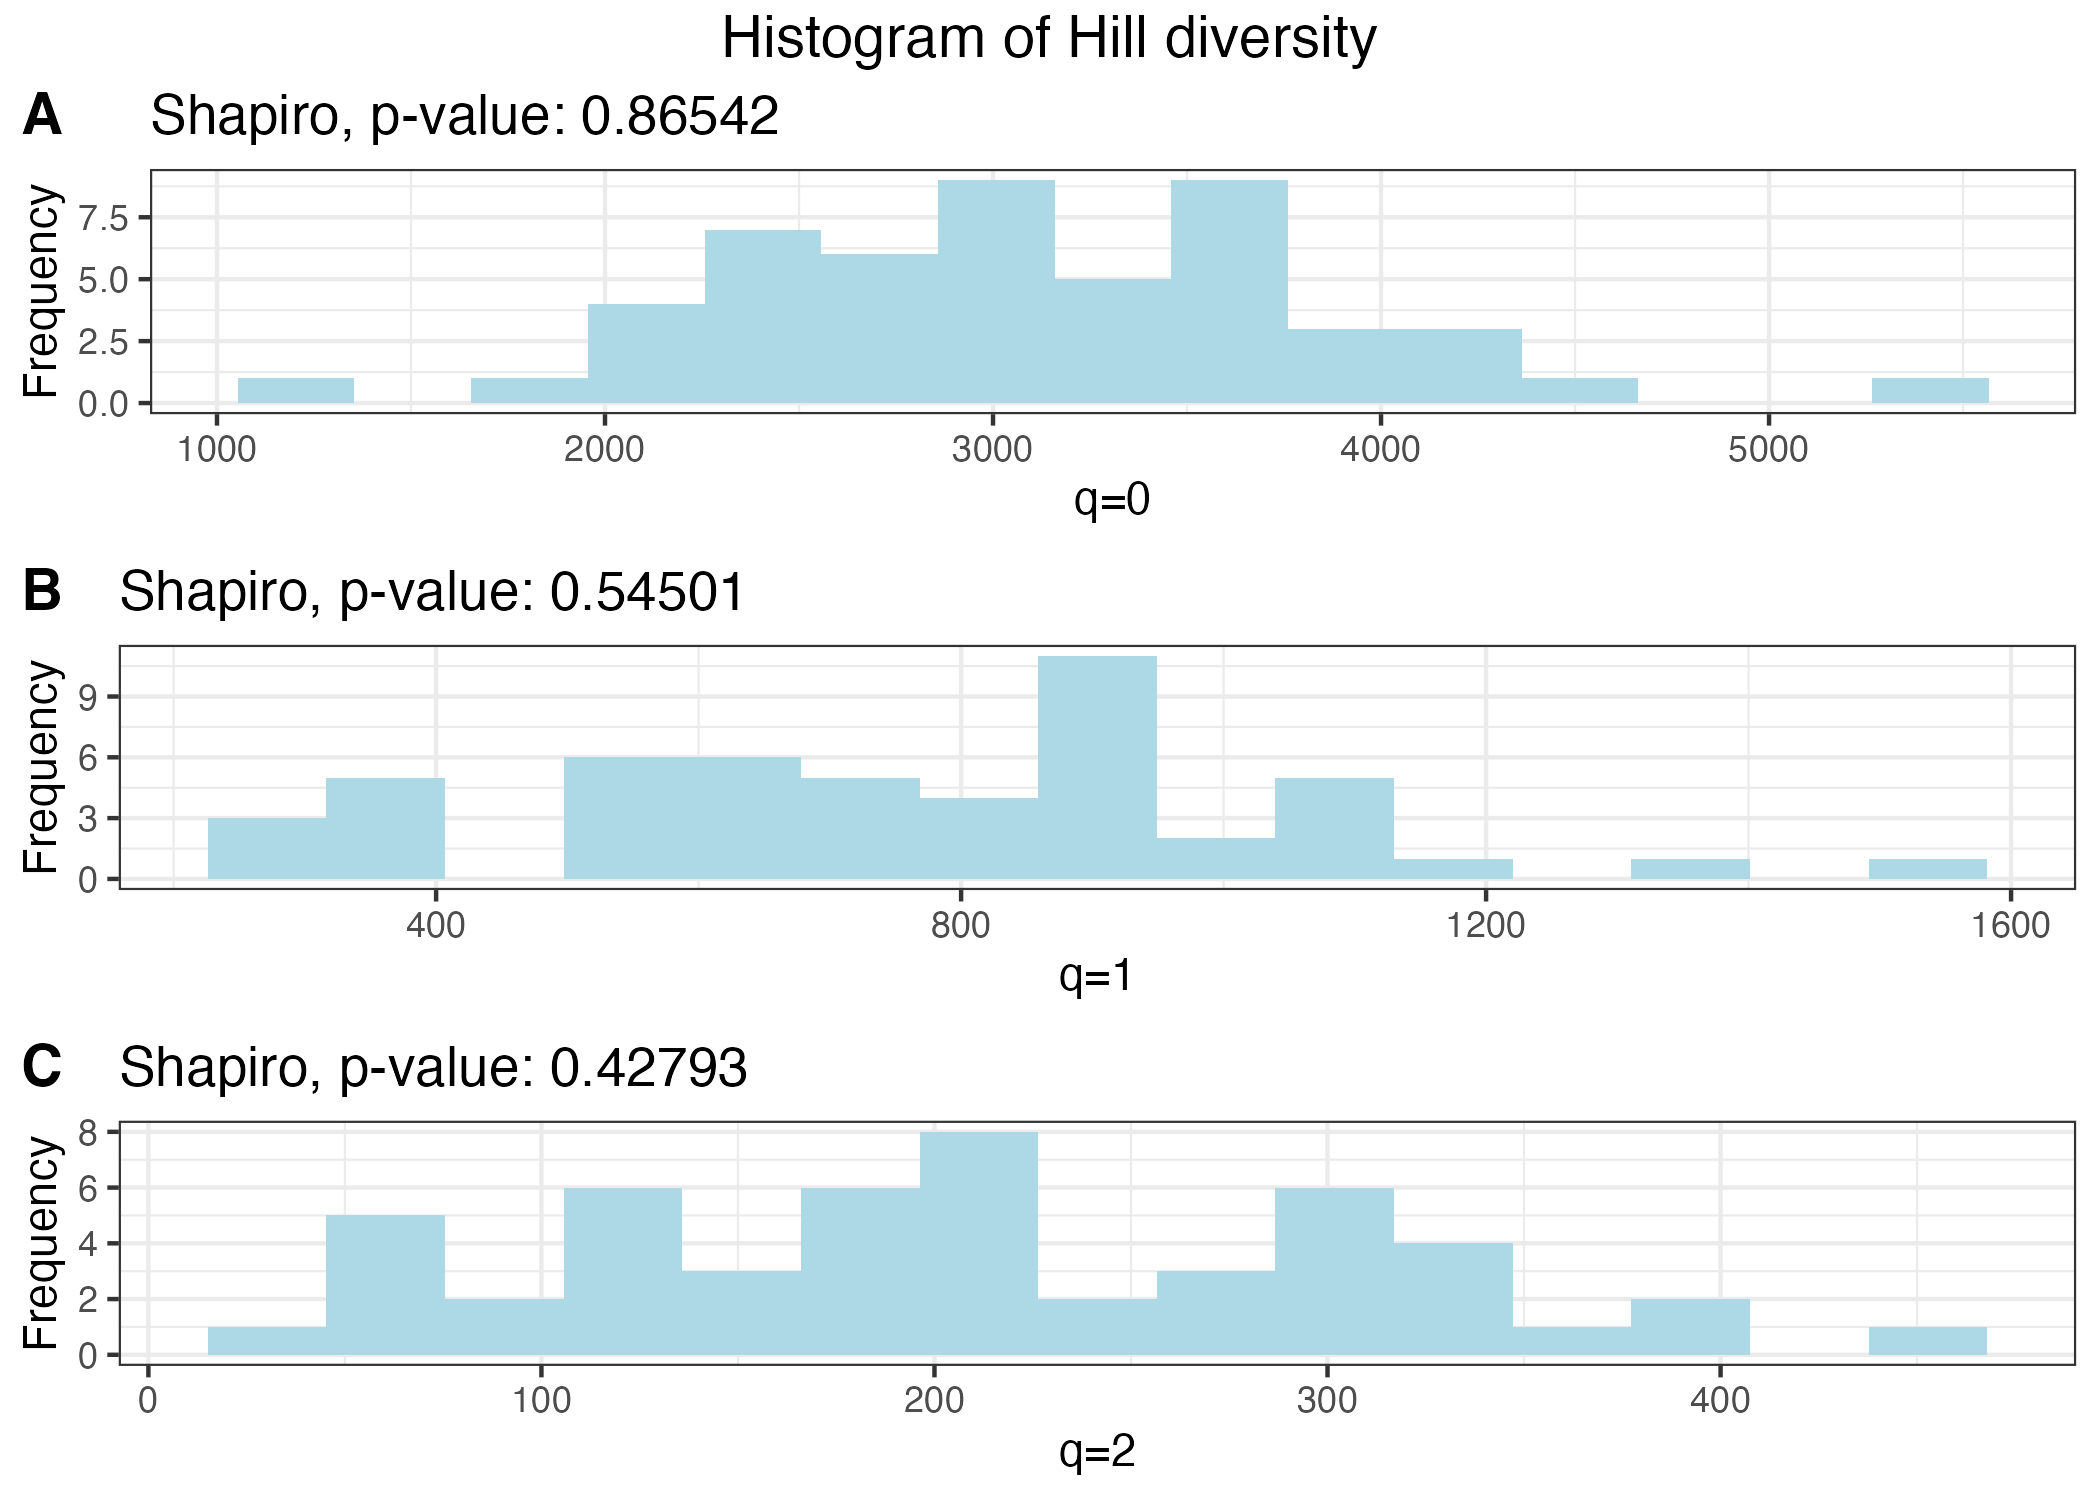 Histogram of Hill diversity
A Shapiro, p-value: 0.86542
Frequency
7.5
5.0
2.5
0.0
1000 2000 3000 4000 5000
q=0
B Shapiro, p-value: 0.54501
Frequency
9
6
3
0
400 800 1200 1600
q=1
C Shapiro, p-value: 0.42793
Frequency
8
6
4
2
0
0 100 200 300 400
q=2